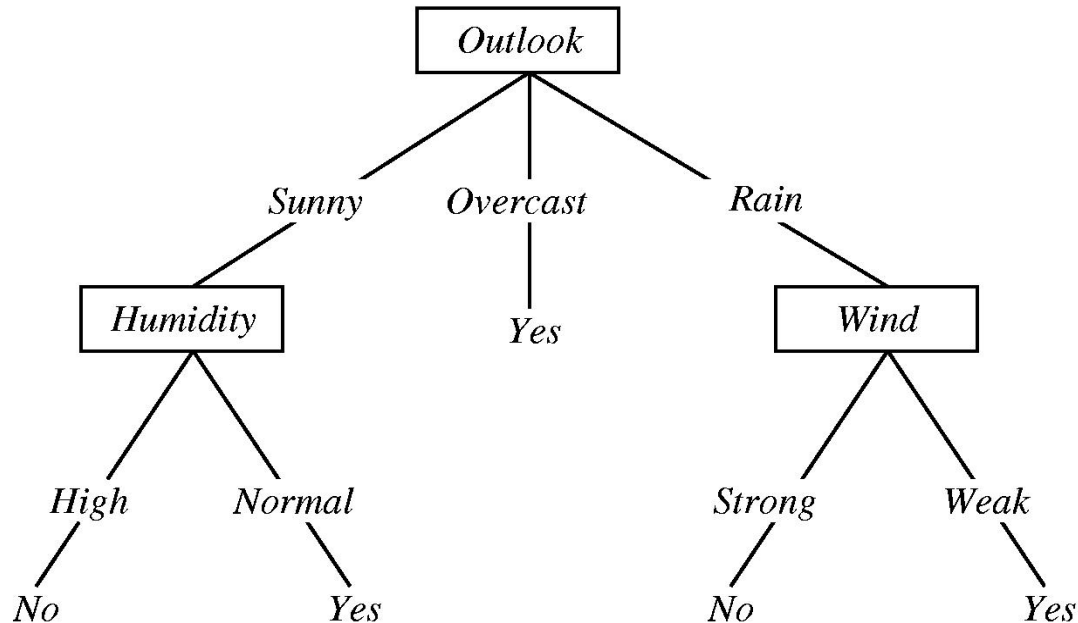 Outlook
Sunny Overcast Rain
Humidity Yes Wind
High Normal Strong Weak
No Yes No Yes